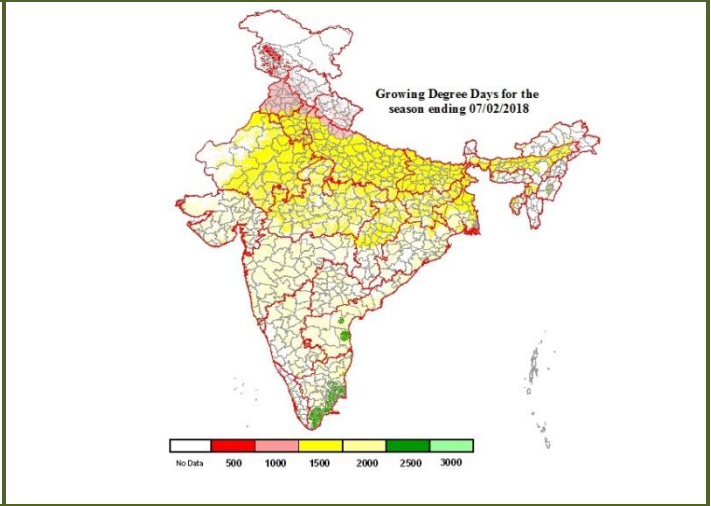 Growing Degree Days for the
season ending 07/02/2018
No Data 500 1000 1500 2000 2500 3000